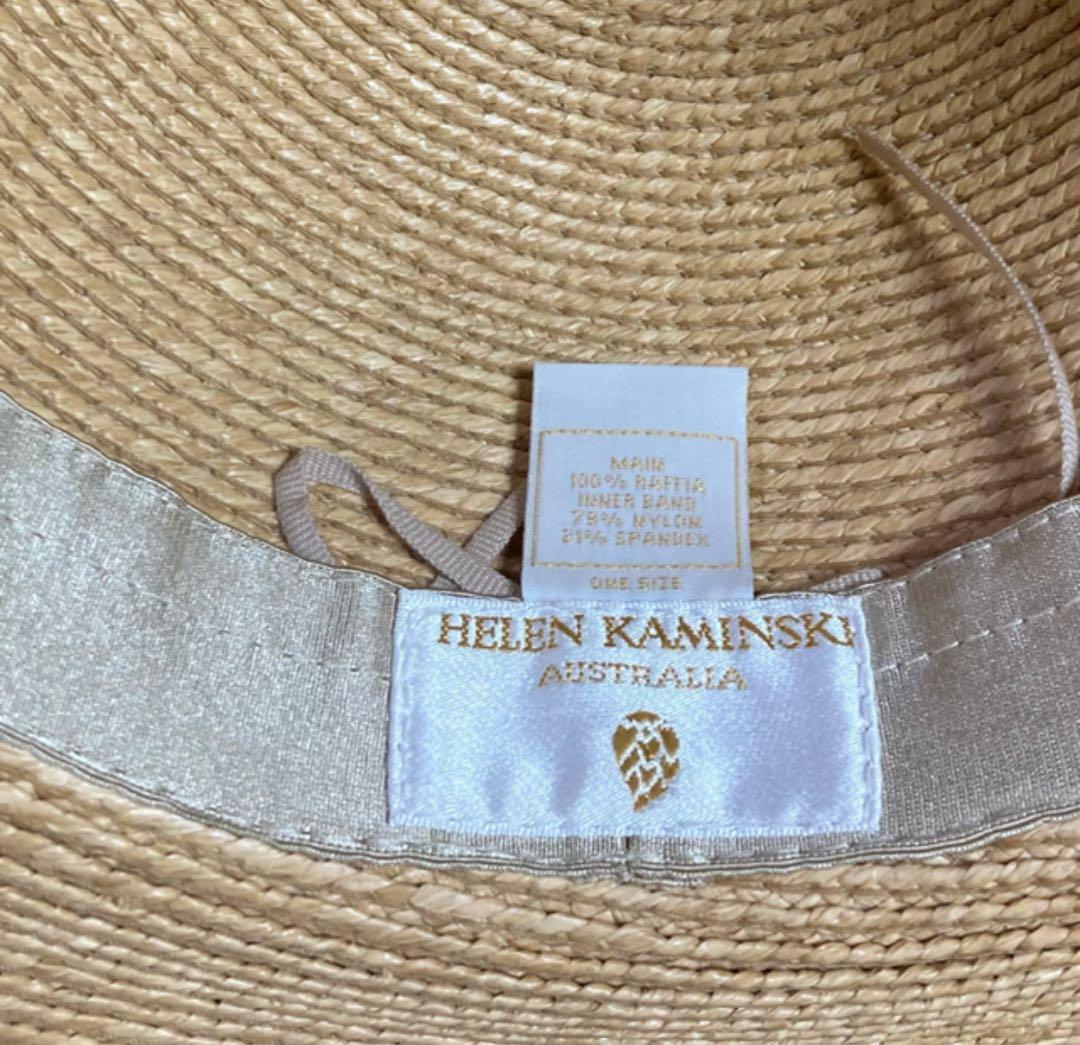 MAIN
100% RAFFIA
INNER BAND
79% NYLON
21% SPANDEX
ONE SIZE
HELEN KAMINSKI
AUSTRALIA